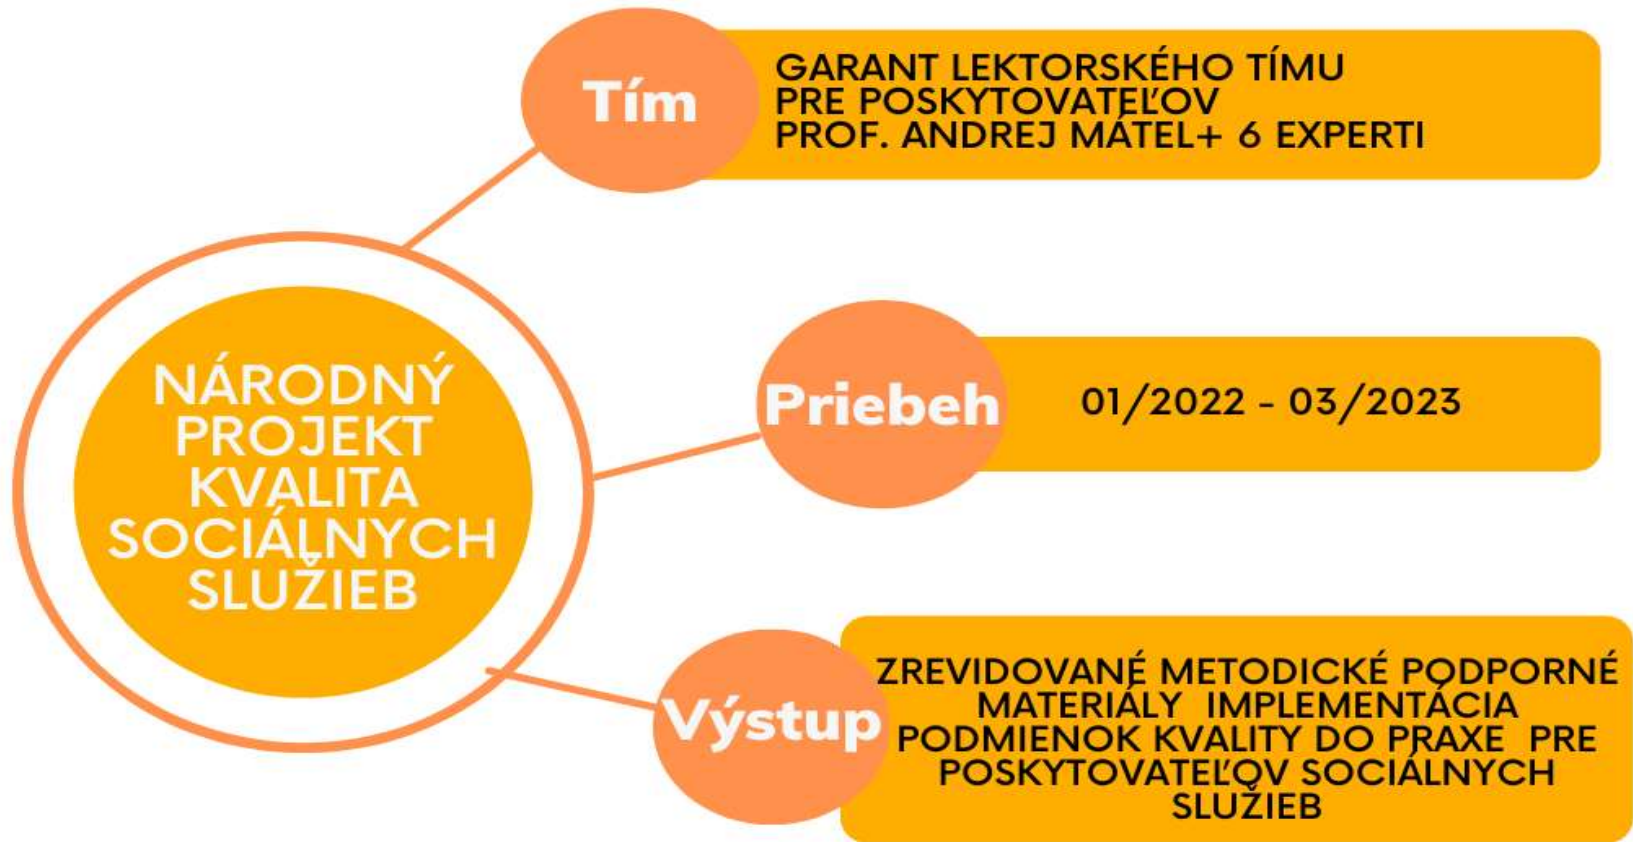 Tím
GARANT LEKTORSKÉHO TÍMU
PRE POSKYTOVATEĽOV
PROF. ANDREJ MÁTEL+ 6 EXPERTI
NÁRODNÝ
PROJEKT
KVALITA
SOCIÁLNYCH
SLUŽIEB
Priebeh
01/2022 - 03/2023
Výstup
ZREVIDOVANÉ METODICKÉ PODPORNÉ
MATERIÁLY IMPLEMENTÁCIA
PODMIENOK KVALITY DO PRAXE PRE
POSKYTOVATEĽOV SOCIÁLNYCH
SLUŽIEB